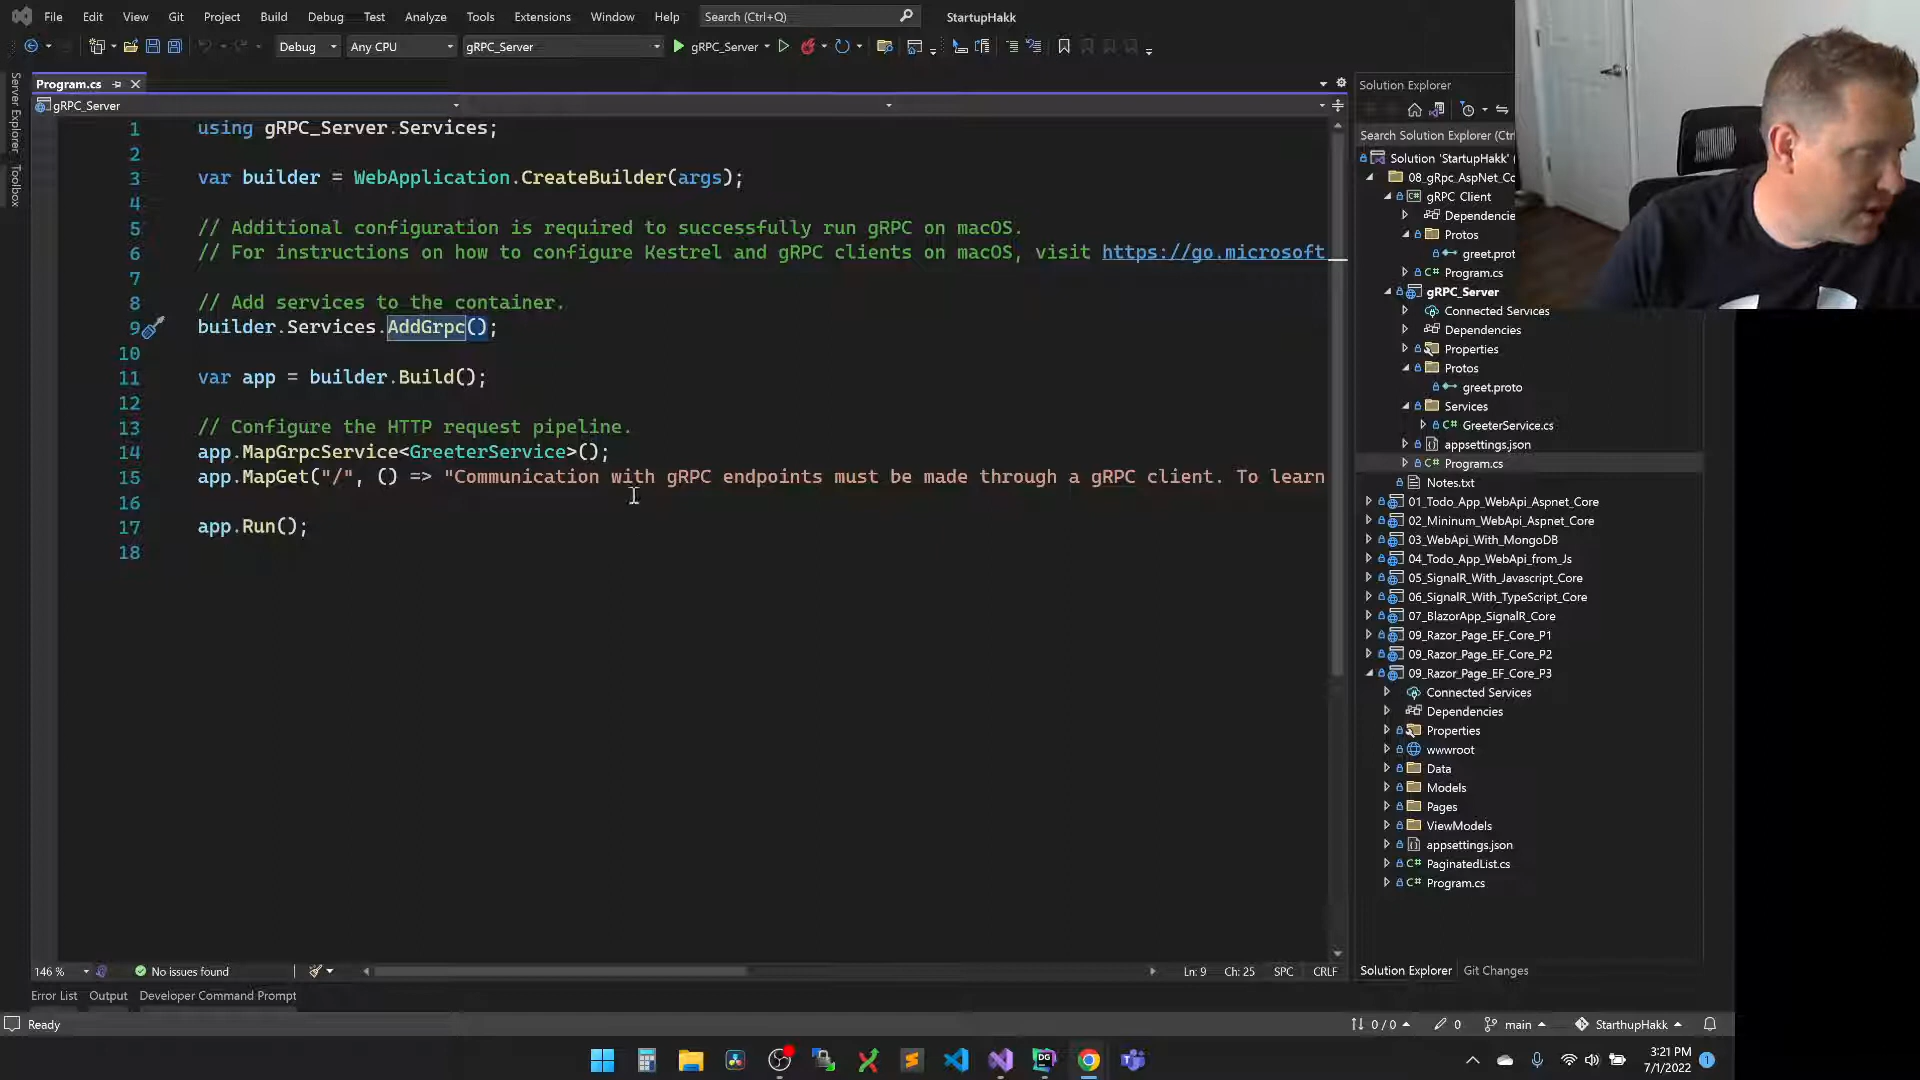 File Edit View Git Project Build Debug Test Analyze Tools Extensions Window Help Search (Ctrl+Q) StartupHakk
Debug Any CPU gRPC_Server gRPC_Server
Server Explorer
Toolbox
Program.cs
gRPC_Server
1 using gRPC_Server.Services;
2
3 var builder = WebApplication.CreateBuilder(args);
4
5 // Additional configuration is required to successfully run gRPC on macOS.
6 // For instructions on how to configure Kestrel and gRPC clients on macOS, visit https://go.microsoft.
7
8 // Add services to the container.
9 builder.Services.AddGrpc();
10
11 var app = builder.Build();
12
13 // Configure the HTTP request pipeline.
14 app.MapGrpcService<GreeterService>();
15 app.MapGet("/", () => "Communication with gRPC endpoints must be made through a gRPC client. To learn
16
17 app.Run();
18
146 % No issues found Ln: 9 Ch: 25 SPC CRLF
Error List Output Developer Command Prompt
Solution Explorer
Search Solution Explorer (Ctr
Solution 'StartupHakk' (
08_gRpc_AspNet_Co
gRPC Client
Dependencie
Protos
greet.prot
Program.cs
gRPC_Server
Connected Services
Dependencies
Properties
Protos
greet.proto
Services
GreeterService.cs
appsettings.json
Program.cs
Notes.txt
01_Todo_App_WebApi_Aspnet_Core
02_Mininum_WebApi_Aspnet_Core
03_WebApi_With_MongoDB
04_Todo_App_WebApi_from_Js
05_SignalR_With_Javascript_Core
06_SignalR_With_TypeScript_Core
07_BlazorApp_SignalR_Core
09_Razor_Page_EF_Core_P1
09_Razor_Page_EF_Core_P2
09_Razor_Page_EF_Core_P3
Connected Services
Dependencies
Properties
wwwroot
Data
Models
Pages
ViewModels
appsettings.json
PaginatedList.cs
Program.cs
Solution Explorer Git Changes
Ready 0 / 0 0 main StarthupHakk
DG
3:21 PM
7/1/2022 1